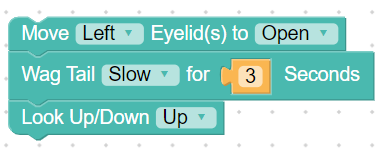 Move Left Eyelid(s) to Open
Wag Tail Slow for 3 Seconds
Look Up/Down Up